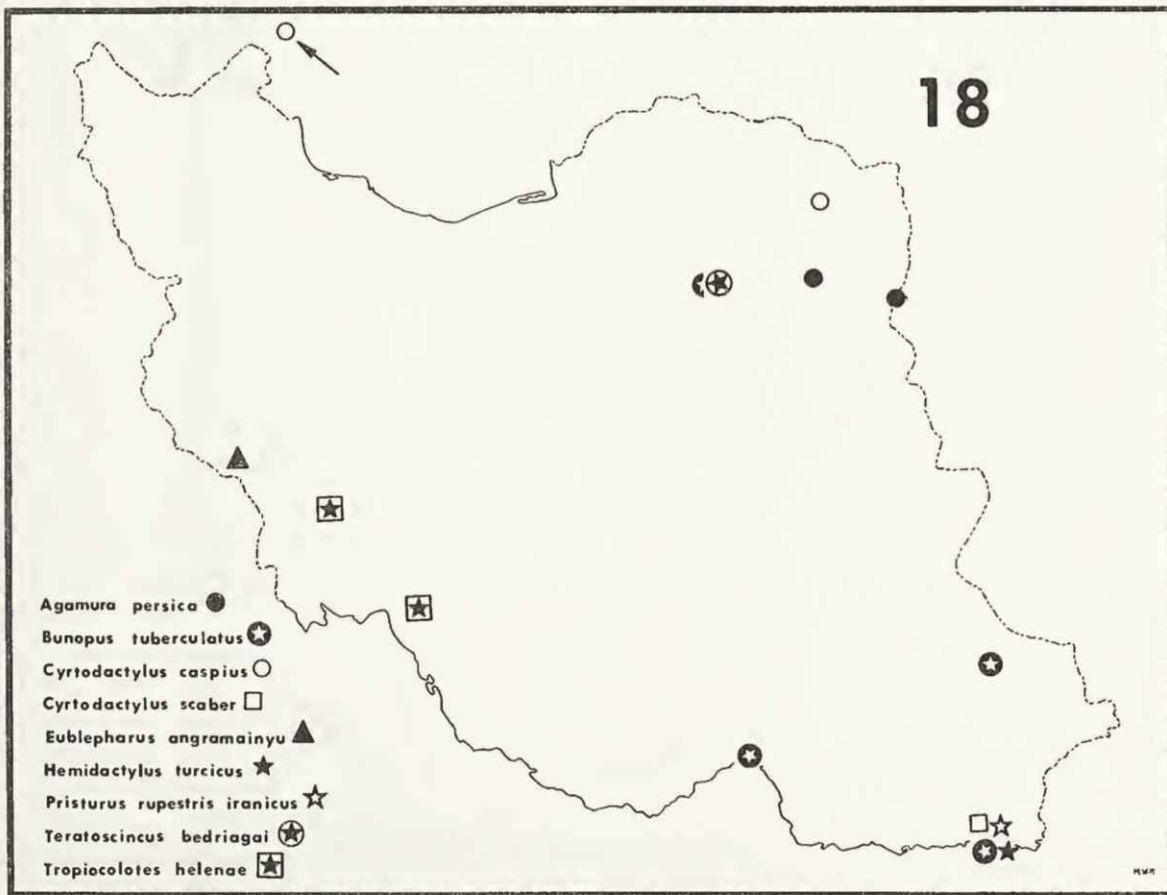 18
Agamura persica
Bunopus tuberculatus
Cyrtodactylus caspius
Cyrtodactylus scaber
Eublepharus angramainyu
Hemidactylus turcicus
Pristurus rupestris iranicus
Teratoscincus bedriagai
Tropiocolotes helenae